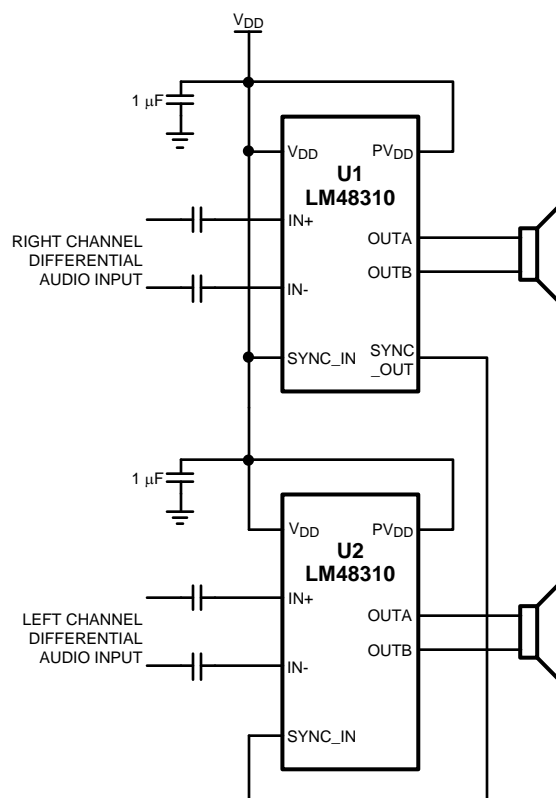 VDD
1 μF
VDD
PVDD
U1
LM48310
IN+
RIGHT CHANNEL
DIFFERENTIAL
AUDIO INPUT
OUTA
OUTB
IN-
SYNC_IN
SYNC
_OUT
1 μF
VDD
PVDD
U2
LM48310
IN+
LEFT CHANNEL
DIFFERENTIAL
AUDIO INPUT
OUTA
OUTB
IN-
SYNC_IN